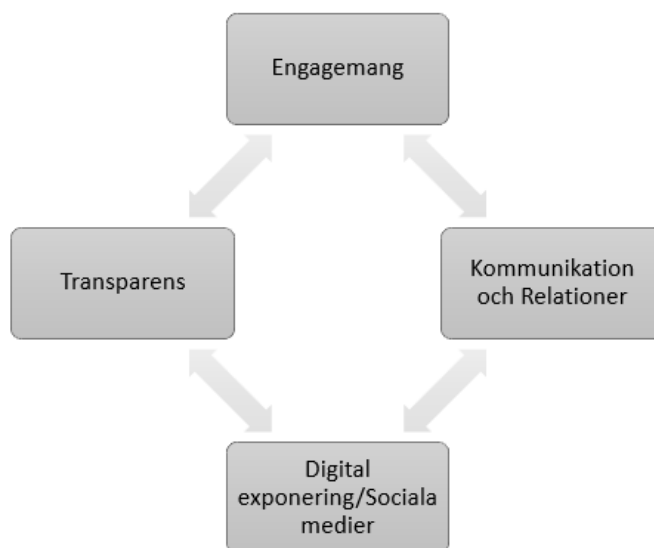 Engagemang
Transparens
Kommunikation
och Relationer
Digital
exponering/Sociala
medier